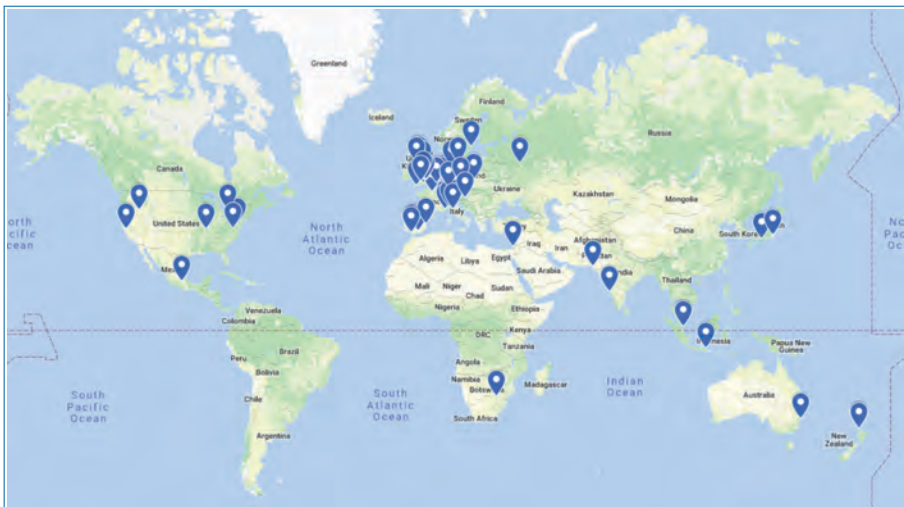 Greenland
Iceland
Finland
Sweden
Russia
Canada
Ukraine
Kazakhstan
Mongolia
North
Atlantic
Ocean
United States
Italy
China
South Korea
Iraq
Iran
Afghanistan
Algeria
Libya
Egypt
Saudi Arabia
Mali
Niger
Chad
Sudan
Thailand
Nigeria
Ethiopia
Venezuela
Colombia
DRC
Kenya
Tanzania
Papua New
Guinea
Peru
Brazil
Bolivia
Angola
Namibia
Madagascar
South
Pacific
Ocean
South
Atlantic
Ocean
Indian
Ocean
Chile
South Africa
Australia
Argentina
New
Zealand